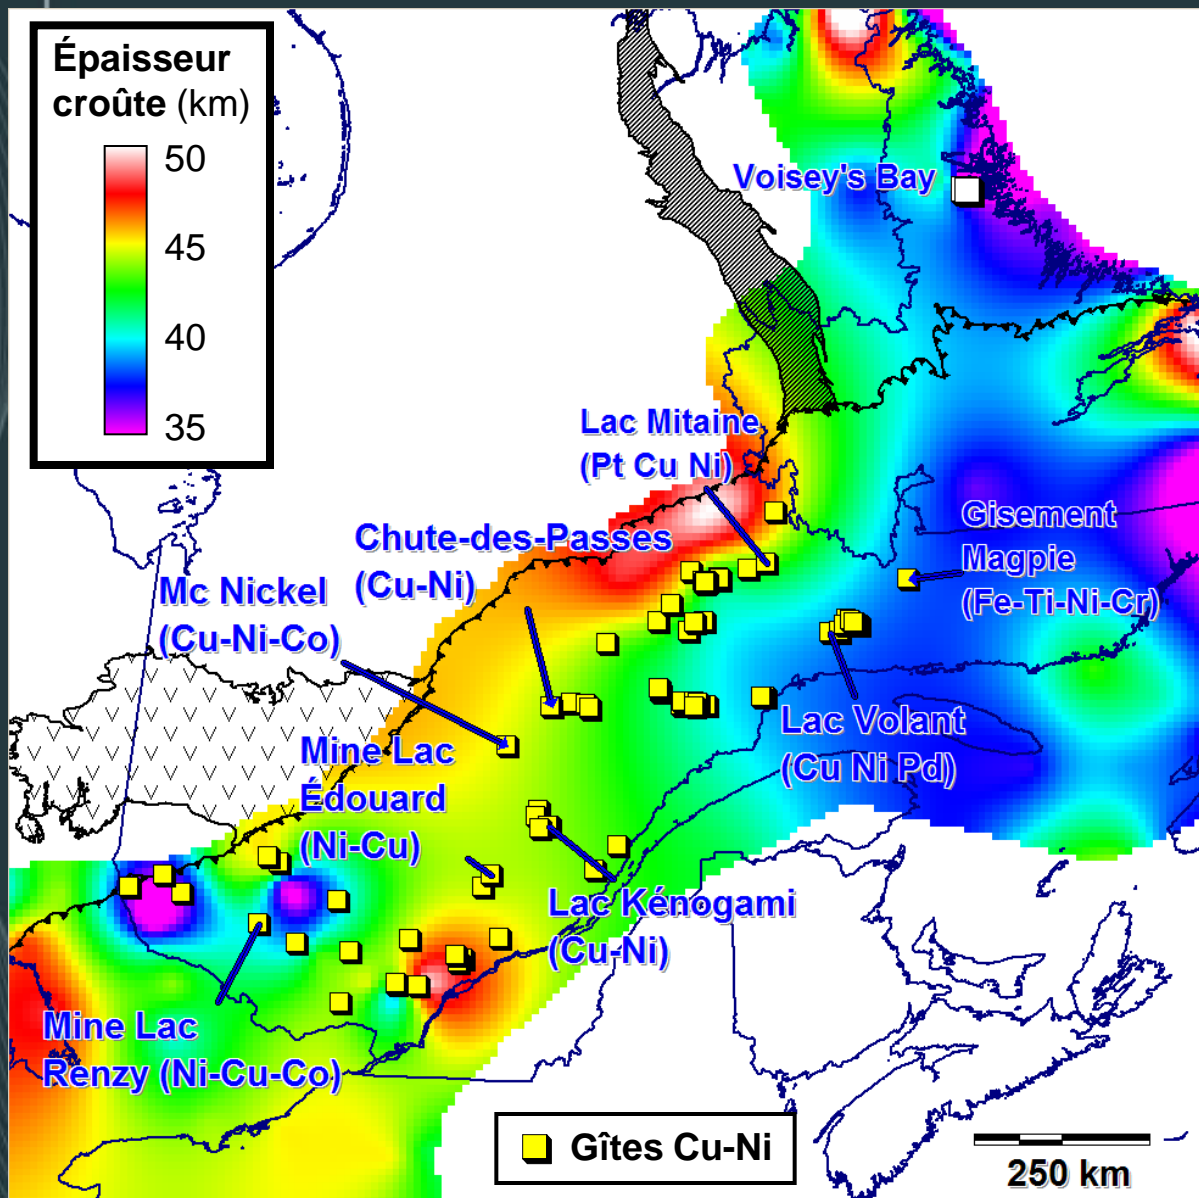 Épaisseur
croûte (km)
50
45
40
35
Voisey's Bay
Lac Mitaine
(Pt Cu Ni)
Chute-des-Passes
(Cu-Ni)
Gisement
Magpie
(Fe-Ti-Ni-Cr)
Mc Nickel
(Cu-Ni-Co)
Lac Volant
(Cu Ni Pd)
Mine Lac
Édouard
(Ni-Cu)
Lac Kénogami
(Cu-Ni)
Mine Lac
Renzy (Ni-Cu-Co)
Gîtes Cu-Ni
250 km